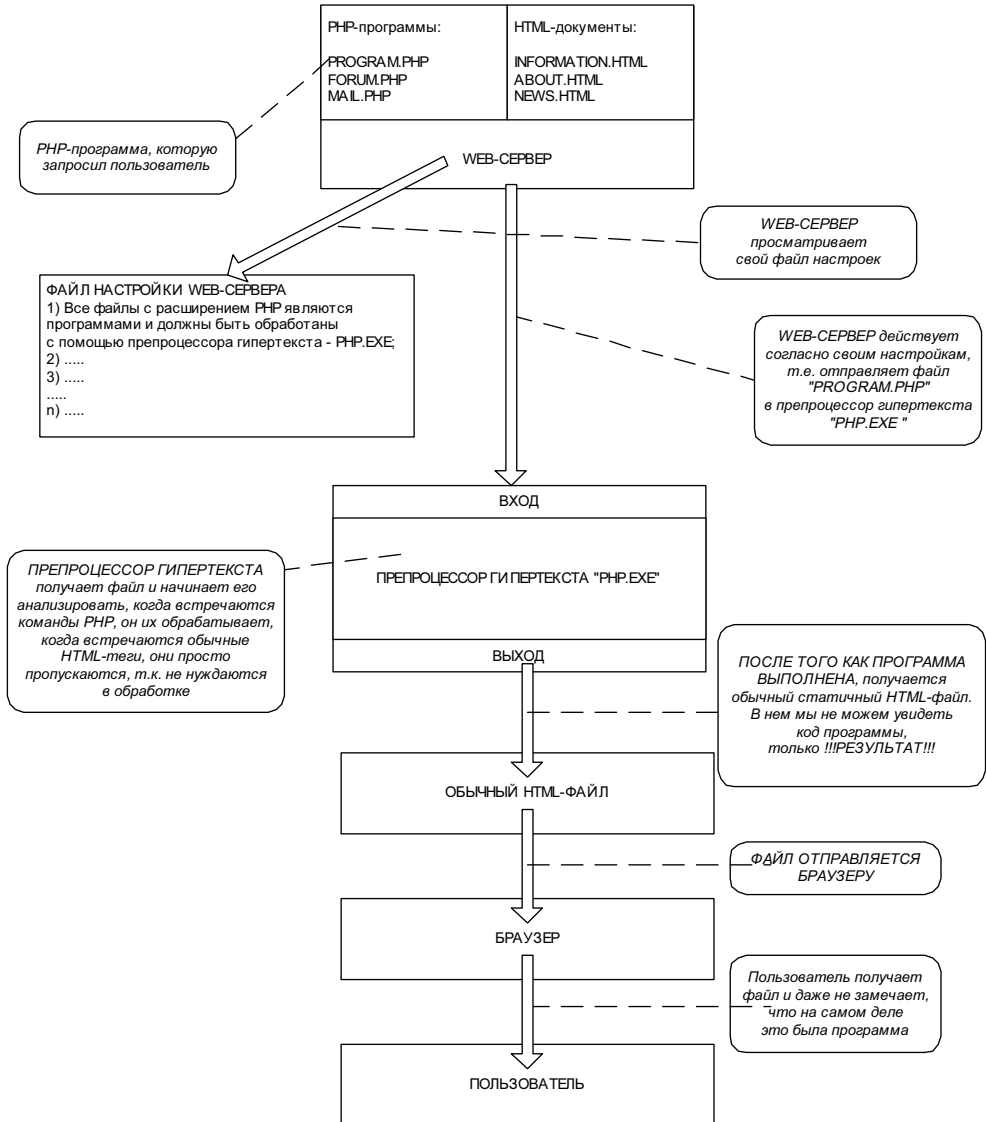 PHP-программы:
PROGRAM.PHP
FORUM.PHP
MAIL.PHP
HTML-документы:
INFORMATION.HTML
ABOUT.HTML
NEWS.HTML
WEB-СЕРВЕР
PHP-программа, которую
запросил пользователь
WEB-СЕРВЕР
просматривает
свой файл настроек
ФАЙЛ НАСТРОЙКИ WEB-СЕРВЕРА
1) Все файлы с расширением PHP являются
программами и должны быть обработаны
с помощью препроцессора гипертекста - PHP.EXE;
2) .....
3) .....
.....
n) .....
WEB-СЕРВЕР действует
согласно своим настройкам,
т.е. отправляет файл
"PROGRAM.PHP"
в препроцессор гипертекста
"PHP.EXE "
ВХОД
ПРЕПРОЦЕССОР ГИПЕРТЕКСТА "PHP.EXE"
ВЫХОД
ПРЕПРОЦЕССОР ГИПЕРТЕКСТА
получает файл и начинает его
анализировать, когда встречаются
команды PHP, он их обрабатывает,
когда встречаются обычные
HTML-теги, они просто
пропускаются, т.к. не нуждаются
в обработке
ПОСЛЕ ТОГО КАК ПРОГРАММА
ВЫПОЛНЕНА, получается
обычный статичный HTML-файл.
В нем мы не можем увидеть
код программы,
только !!!РЕЗУЛЬТАТ!!!
ОБЫЧНЫЙ HTML-ФАЙЛ
ФАЙЛ ОТПРАВЛЯЕТСЯ
БРАУЗЕРУ
БРАУЗЕР
Пользователь получает
файл и даже не замечает,
что на самом деле
это была программа
ПОЛЬЗОВАТЕЛЬ